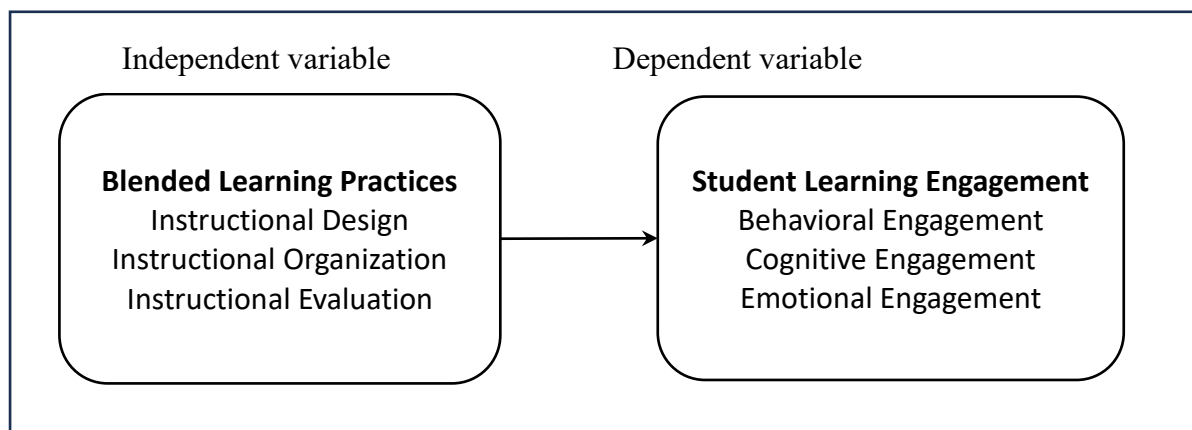 Independent variable
Dependent variable
Blended Learning Practices
Instructional Design
Instructional Organization
Instructional Evaluation
Student Learning Engagement
Behavioral Engagement
Cognitive Engagement
Emotional Engagement